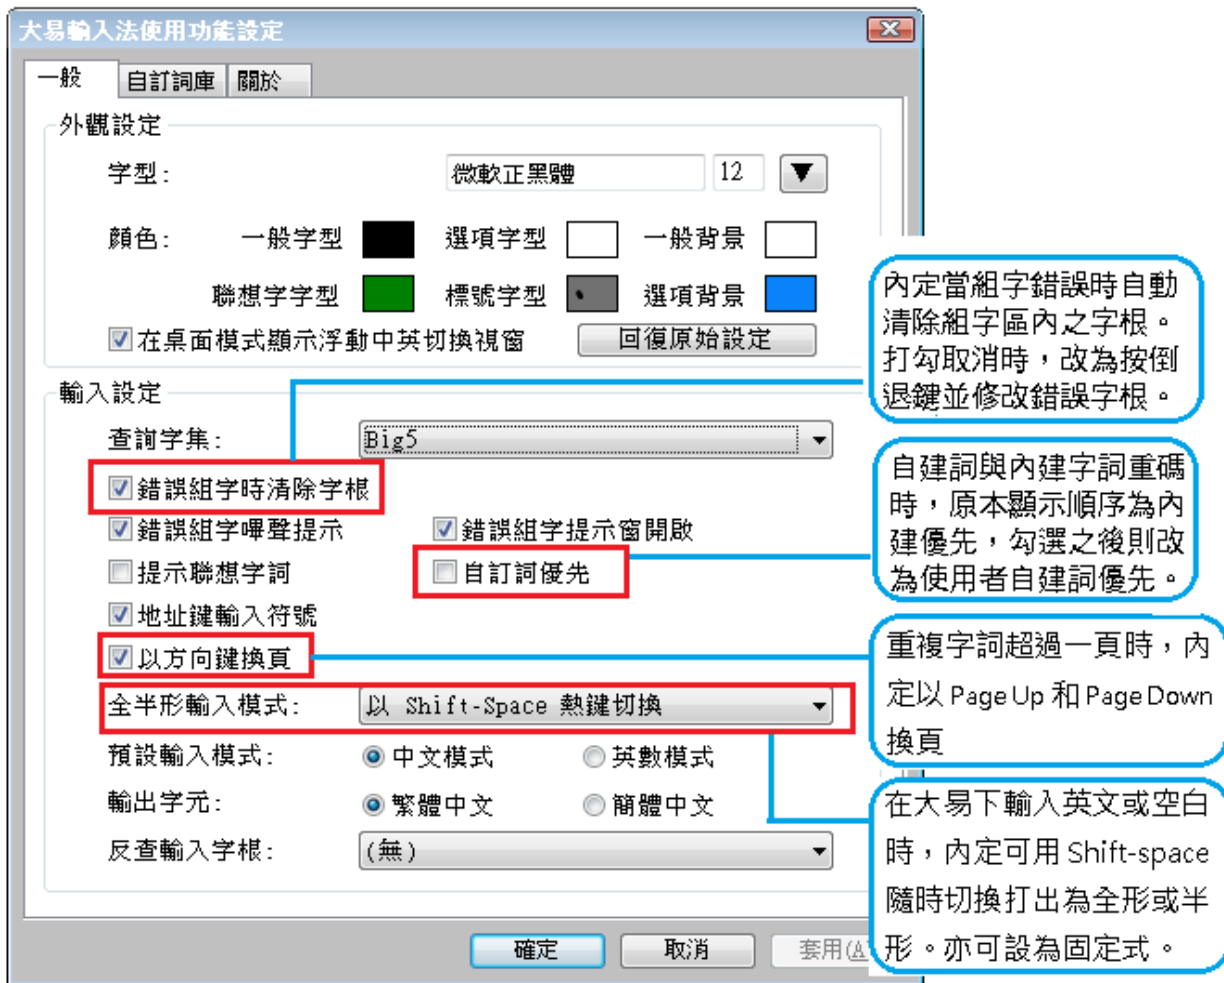 大易輸入法使用功能設定
一般 自訂詞庫 關於
外觀設定
字型: 微軟正黑體 12
顏色: 一般字型 選項字型 一般背景
聯想字字型 標號字型 選項背景
在桌面模式顯示浮動中英切換視窗 回復原始設定
輸入設定
查詢字集: Big5
錯誤組字時清除字根
錯誤組字嗶聲提示 錯誤組字提示窗開啟
提示聯想字詞 自訂詞優先
地址鍵輸入符號
以方向鍵換頁
全半形輸入模式: 以 Shift-Space 熱鍵切換
預設輸入模式: 中文模式 英數模式
輸出字元: 繁體中文 簡體中文
反查輸入字根: (無)
確定 取消 套用(A
內定當組字錯誤時自動
清除組字區內之字根。
打勾取消時，改為按倒
退鍵並修改錯誤字根。
自建詞與內建字詞重碼
時，原本顯示順序為內
建優先，勾選之後則改
為使用者自建詞優先。
重複字詞超過一頁時，內
定以 Page Up 和 Page Down
換頁
在大易下輸入英文或空白
時，內定可用 Shift-space
隨時切換打出為全形或半
形。亦可設為固定式。